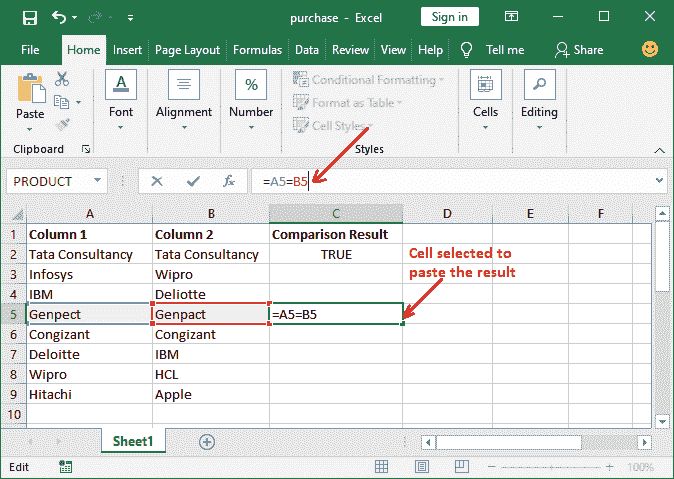 purchase - Excel
Sign in
File Home Insert Page Layout Formulas Data Review View Help Tell me Share
Paste
Font
Alignment
%
Number
Conditional Formatting
Format as Table
Cell Styles
Cells
Editing
Clipboard
Styles
PRODUCT fx =A5=B5
A B C D E F
1 Column 1 Column 2 Comparison Result
2 Tata Consultancy Tata Consultancy TRUE
3 Infosys Wipro
4 IBM Deliotte
5 Genpect Genpact =A5=B5
6 Congizant Congizant
7 Deloitte IBM
8 Wipro HCL
9 Hitachi Apple
10
Cell selected to
paste the result
Sheet1
Edit
100%